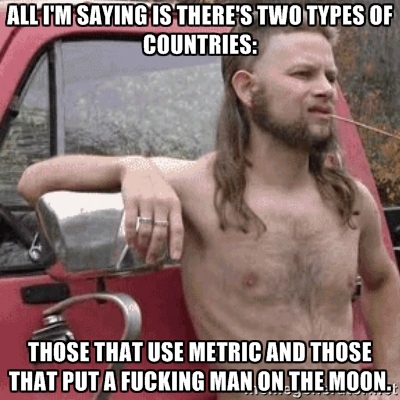 ALL I'M SAYING IS THERE'S TWO TYPES OF
COUNTRIES:
THOSE THAT USE METRIC AND THOSE
THAT PUT A FUCKING MAN ON THE MOON.